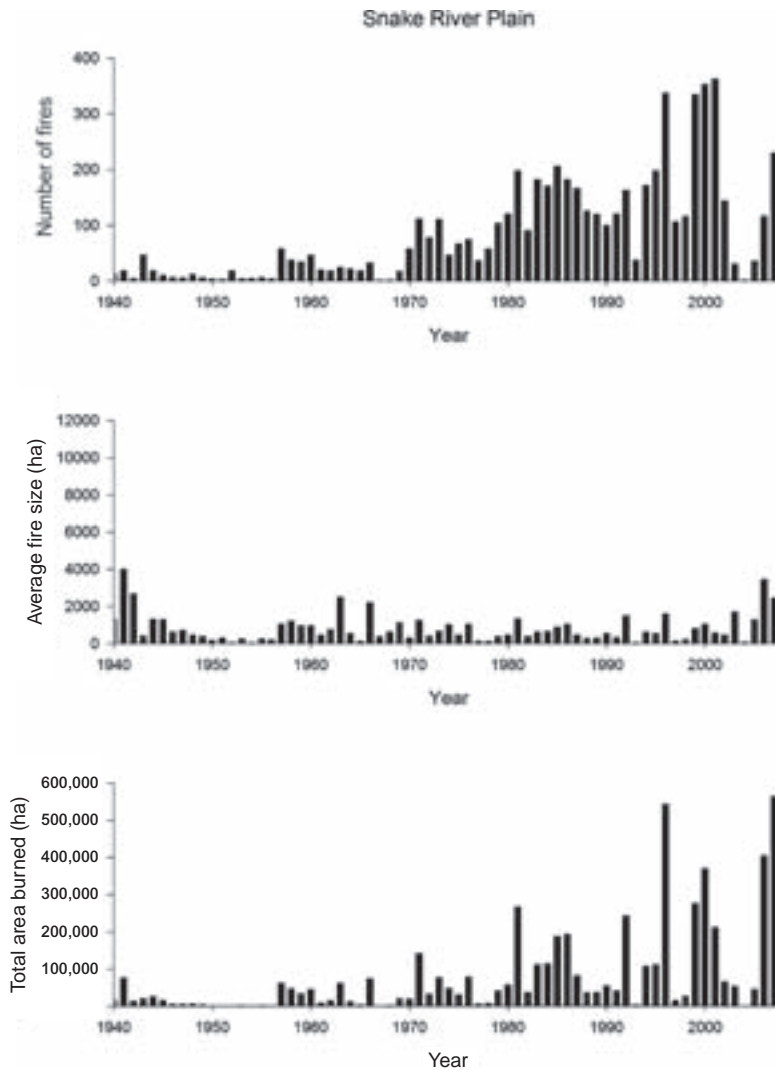 Snake River Plain
Number of fires
400
300
200
100
0
1940 1950 1960 1970 1980 1990 2000
Year
Average fire size (ha)
12000
10000
8000
6000
4000
2000
0
1940 1950 1960 1970 1980 1990 2000
Year
Total area burned (ha)
600,000
500,000
400,000
300,000
200,000
100,000
1940 1950 1960 1970 1980 1990 2000
Year